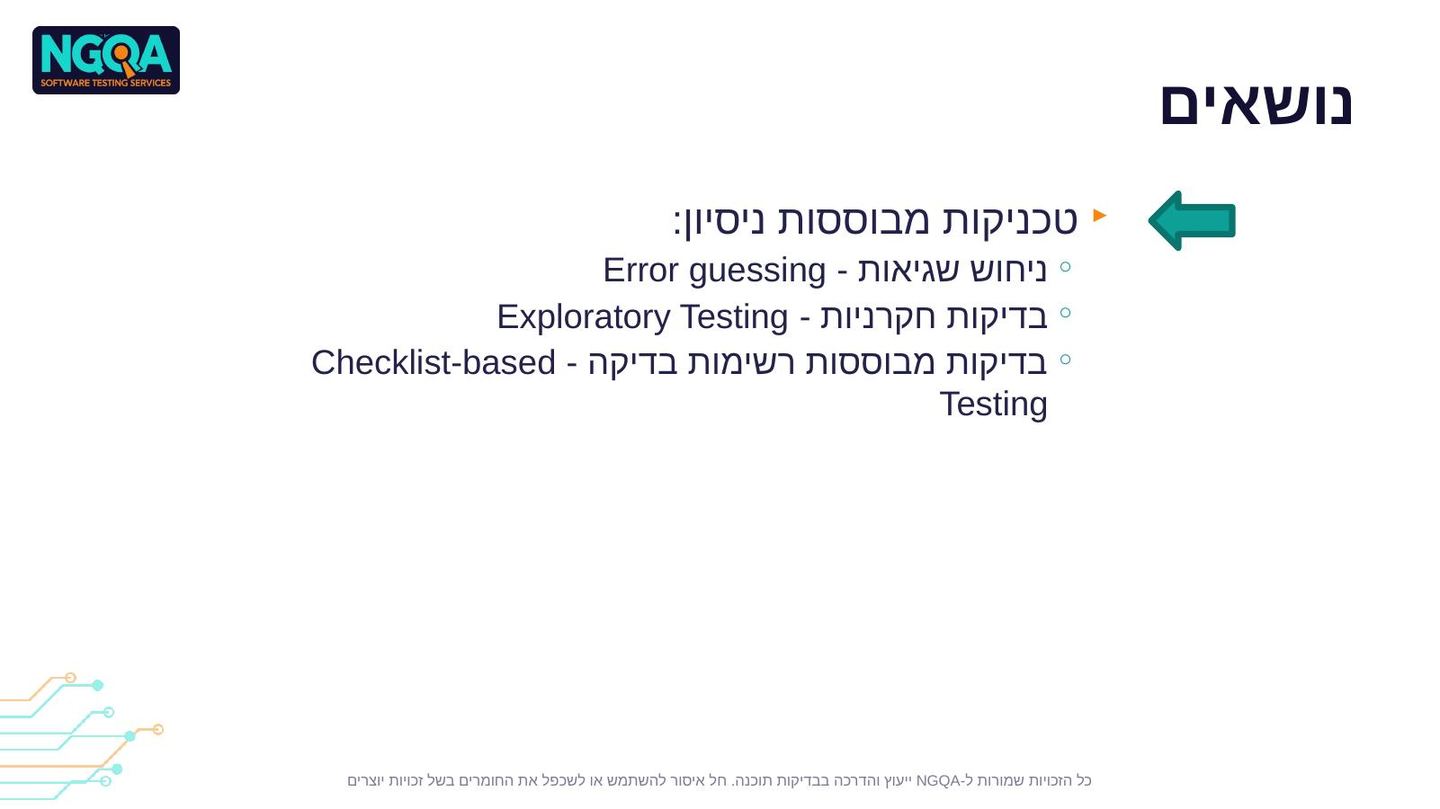 NGQA
SOFTWARE TESTING SERVICES
נושאים
טכניקות מבוססות ניסיון:
ניחוש שגיאות - Error guessing
בדיקות חקרניות - Exploratory Testing
בדיקות מבוססות רשימות בדיקה - Checklist-based
Testing
כל הזכויות שמורות ל-NGQA ייעוץ והדרכה בבדיקות תוכנה. חל איסור להשתמש או לשכפל את החומרים בשל זכויות יוצרים